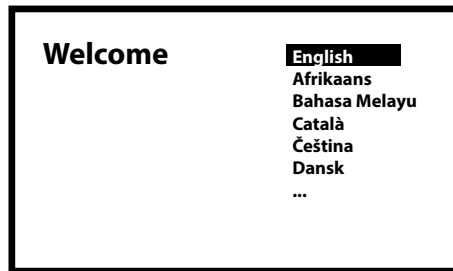 Welcome
English
Afrikaans
Bahasa Melayu
Català
Čeština
Dansk
...